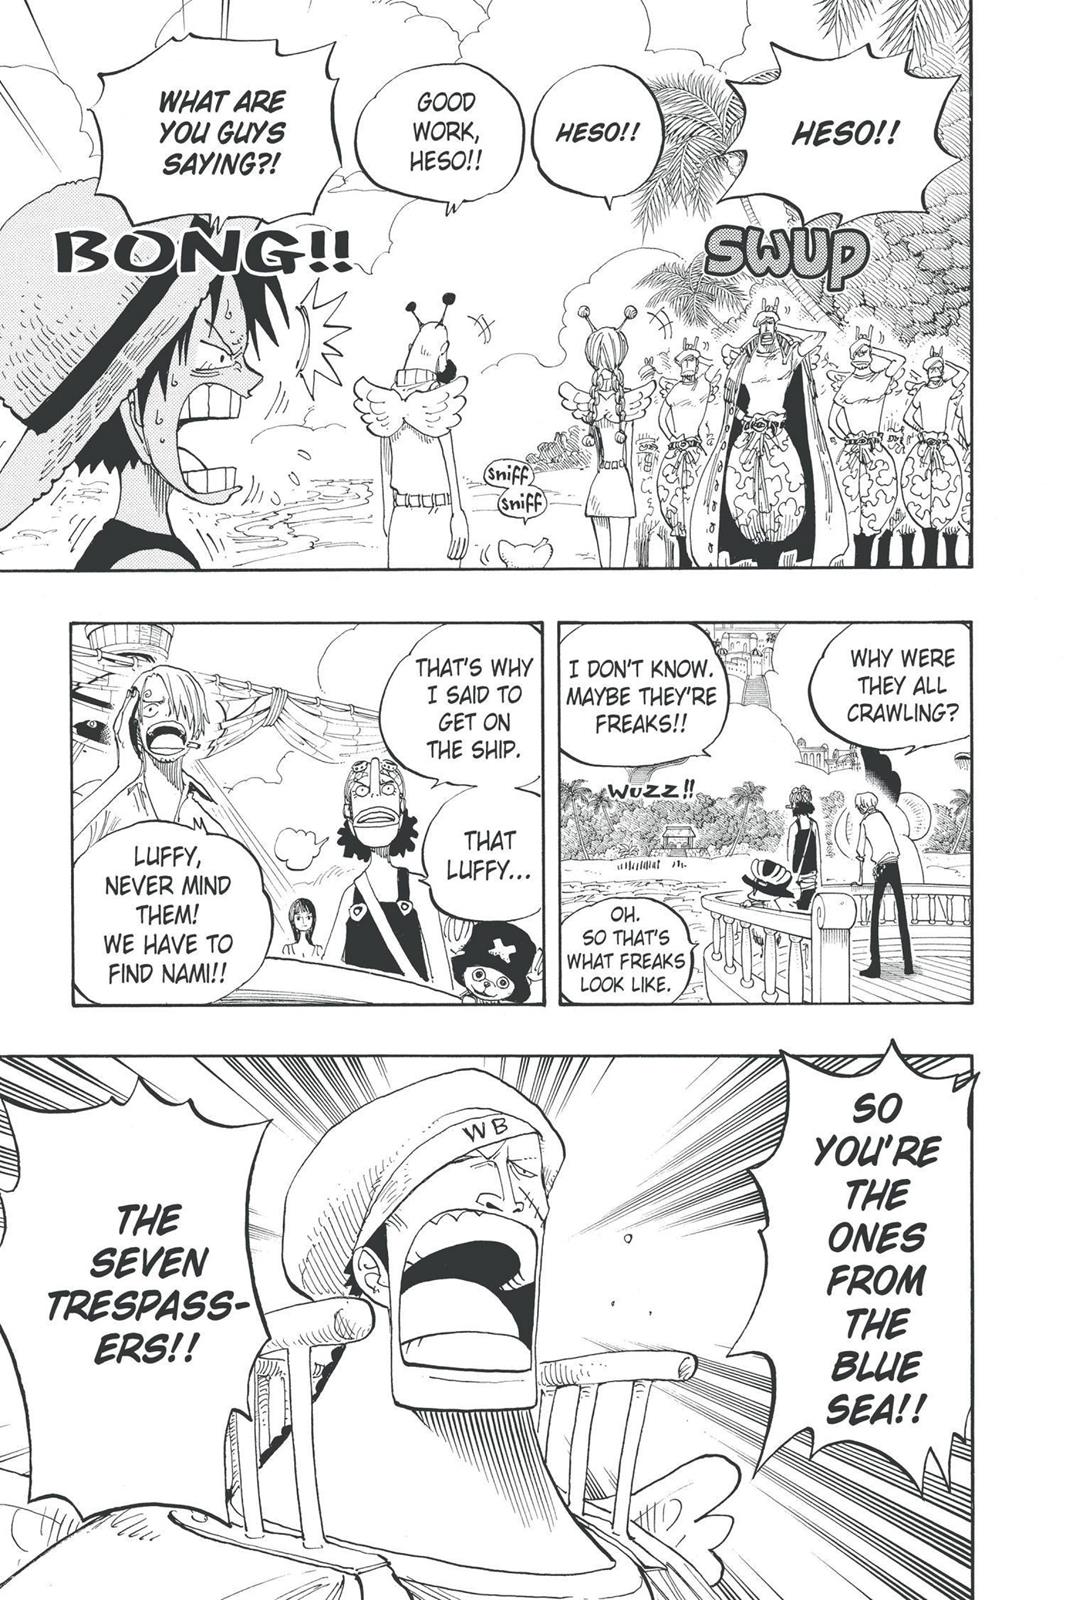 HESO!!
SWUP
HESO!!
GOOD
WORK,
HESO!!
WHAT ARE
YOU GUYS
SAYING?!
BONG!!
Sniff
Sniff
WHY WERE
THEY ALL
CRAWLING?
I DON'T KNOW.
MAYBE THEY'RE
FREAKS!!
WUZZ!!
OH.
SO THAT'S
WHAT FREAKS
LOOK LIKE.
THAT'S WHY
I SAID TO
GET ON
THE SHIP.
THAT
LUFFY...
LUFFY,
NEVER MIND
THEM!
WE HAVE TO
FIND NAMI!!
SO
YOU'RE
THE
ONES
FROM
THE
BLUE
SEA!!
WB
THE
SEVEN
TRESPASS-
ERS!!